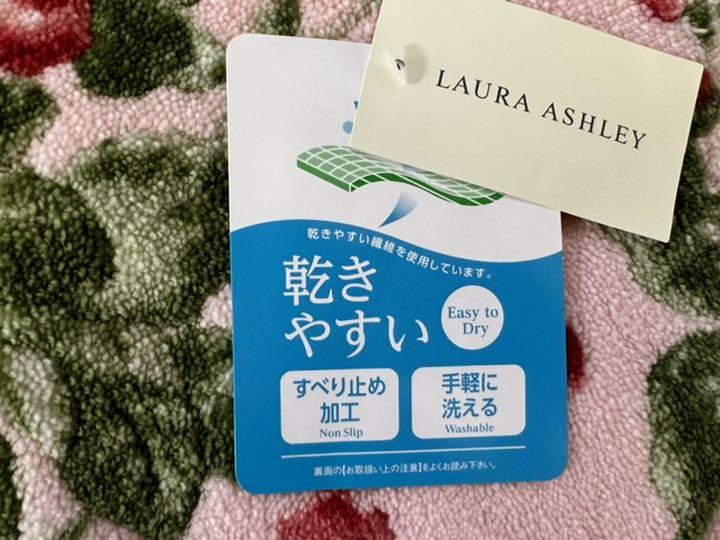 LAURA ASHLEY
乾きやすい繊維を使用しています。
乾き
やすい
Easy to
Dry
すべり止め
加工
Non Slip
手軽に
洗える
Washable
裏面の【お取扱い上の注意】をよくお読み下さい。